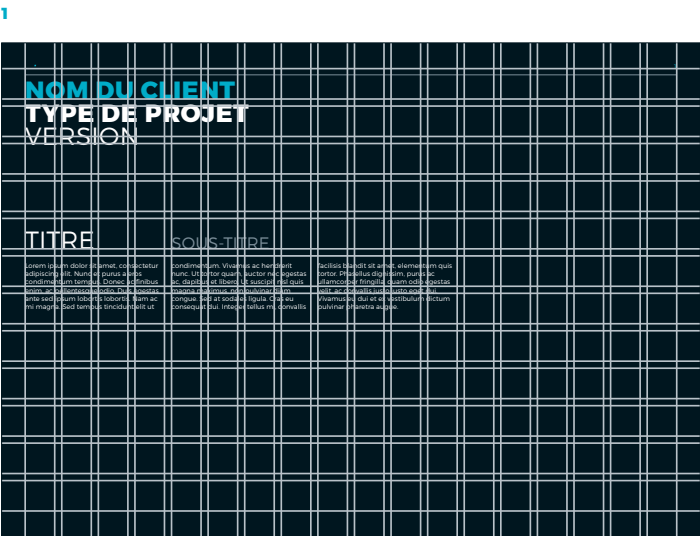 1
NOM DU CLIENT
TYPE DE PROJET
VERSION
TITRE
SOUS-TITRE
Lorem ipsum dolor sit amet, consectetur
adipiscing elit. Nunc et purus a eros
condimentum tempus. Donec ac finibus
enim, ac pellentesque odio. Duis egestas
ante sed ipsum lobortis lobortis. Nam ac
mi magna. Sed tempus tincidunt elit ut
condimentum. Vivamus ac hendrerit
nunc. Ut tortor quam, auctor nec egestas
ac, dapibus et libero. Ut suscipit nisl quis
magna maximus, non pulvinar diam
congue. Sed at sodales ligula. Cras eu
consequat dui. Integer tellus mi, convallis
facilisis blandit sit amet, elementum quis
tortor. Phasellus dignissim, purus ac
ullamcorper fringilla, quam odio egestas
velit, ac convallis justo justo eget dui.
Vivamus eu dui et ex vestibulum dictum
pulvinar pharetra augue.